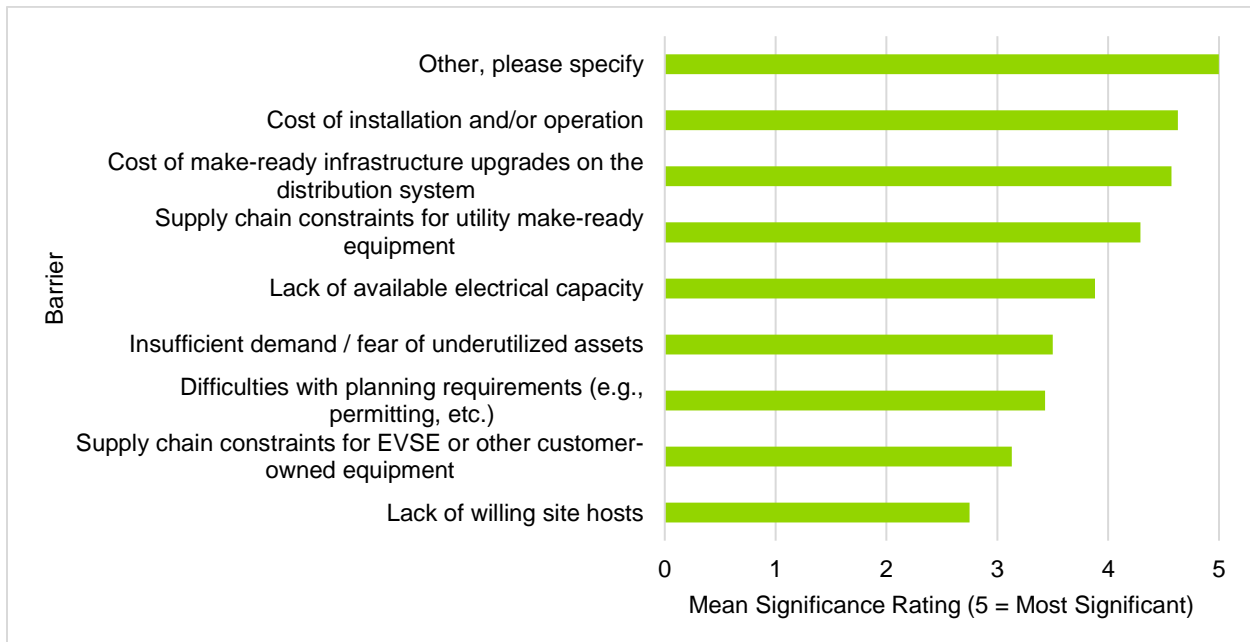 Other, please specify
Cost of installation and/or operation
Cost of make-ready infrastructure upgrades on the
distribution system
Supply chain constraints for utility make-ready
equipment
Lack of available electrical capacity
Insufficient demand / fear of underutilized assets
Difficulties with planning requirements (e.g.,
permitting, etc.)
Supply chain constraints for EVSE or other customer-
owned equipment
Lack of willing site hosts
Barrier
0 1 2 3 4 5
Mean Significance Rating (5 = Most Significant)